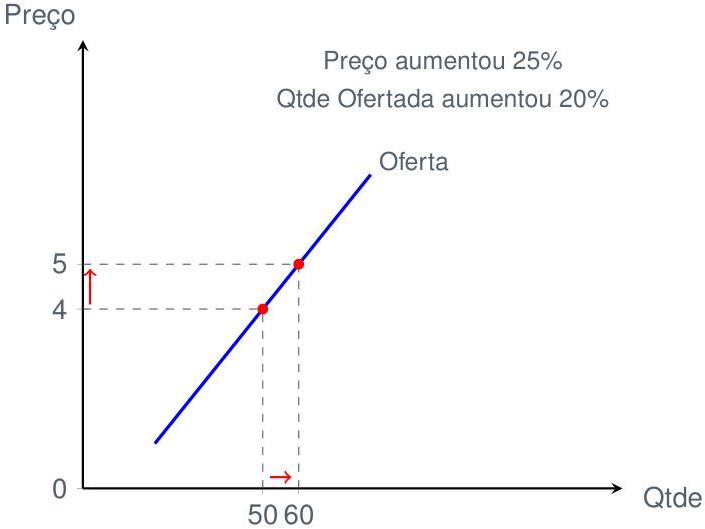 Preço
Preço aumentou 25%
Qtde Ofertada aumentou 20%
Oferta
5
4
0
50 60
Qtde